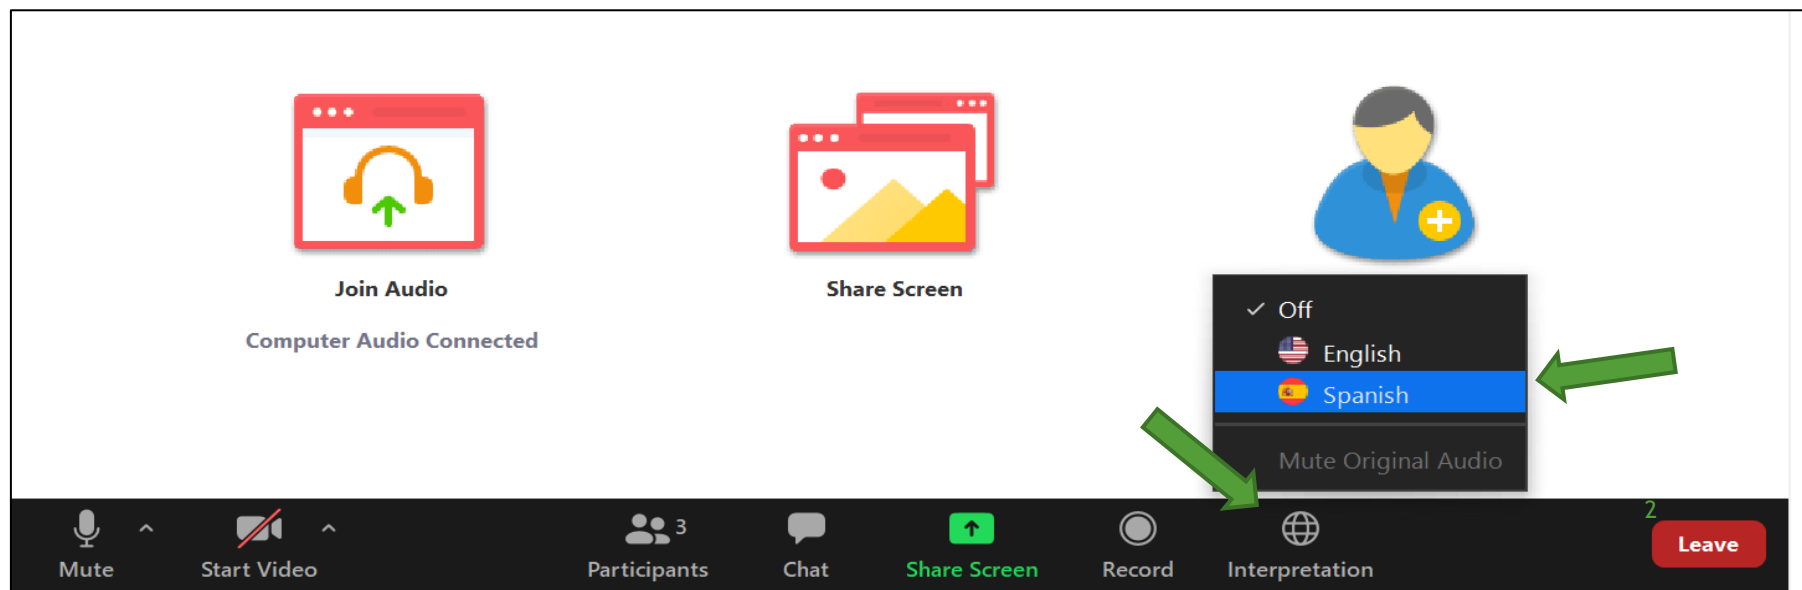 Join Audio
Computer Audio Connected
Share Screen
Off
English
Spanish
Mute Original Audio
Mute
Start Video
Participants
3
Chat
Share Screen
Record
Interpretation
2
Leave